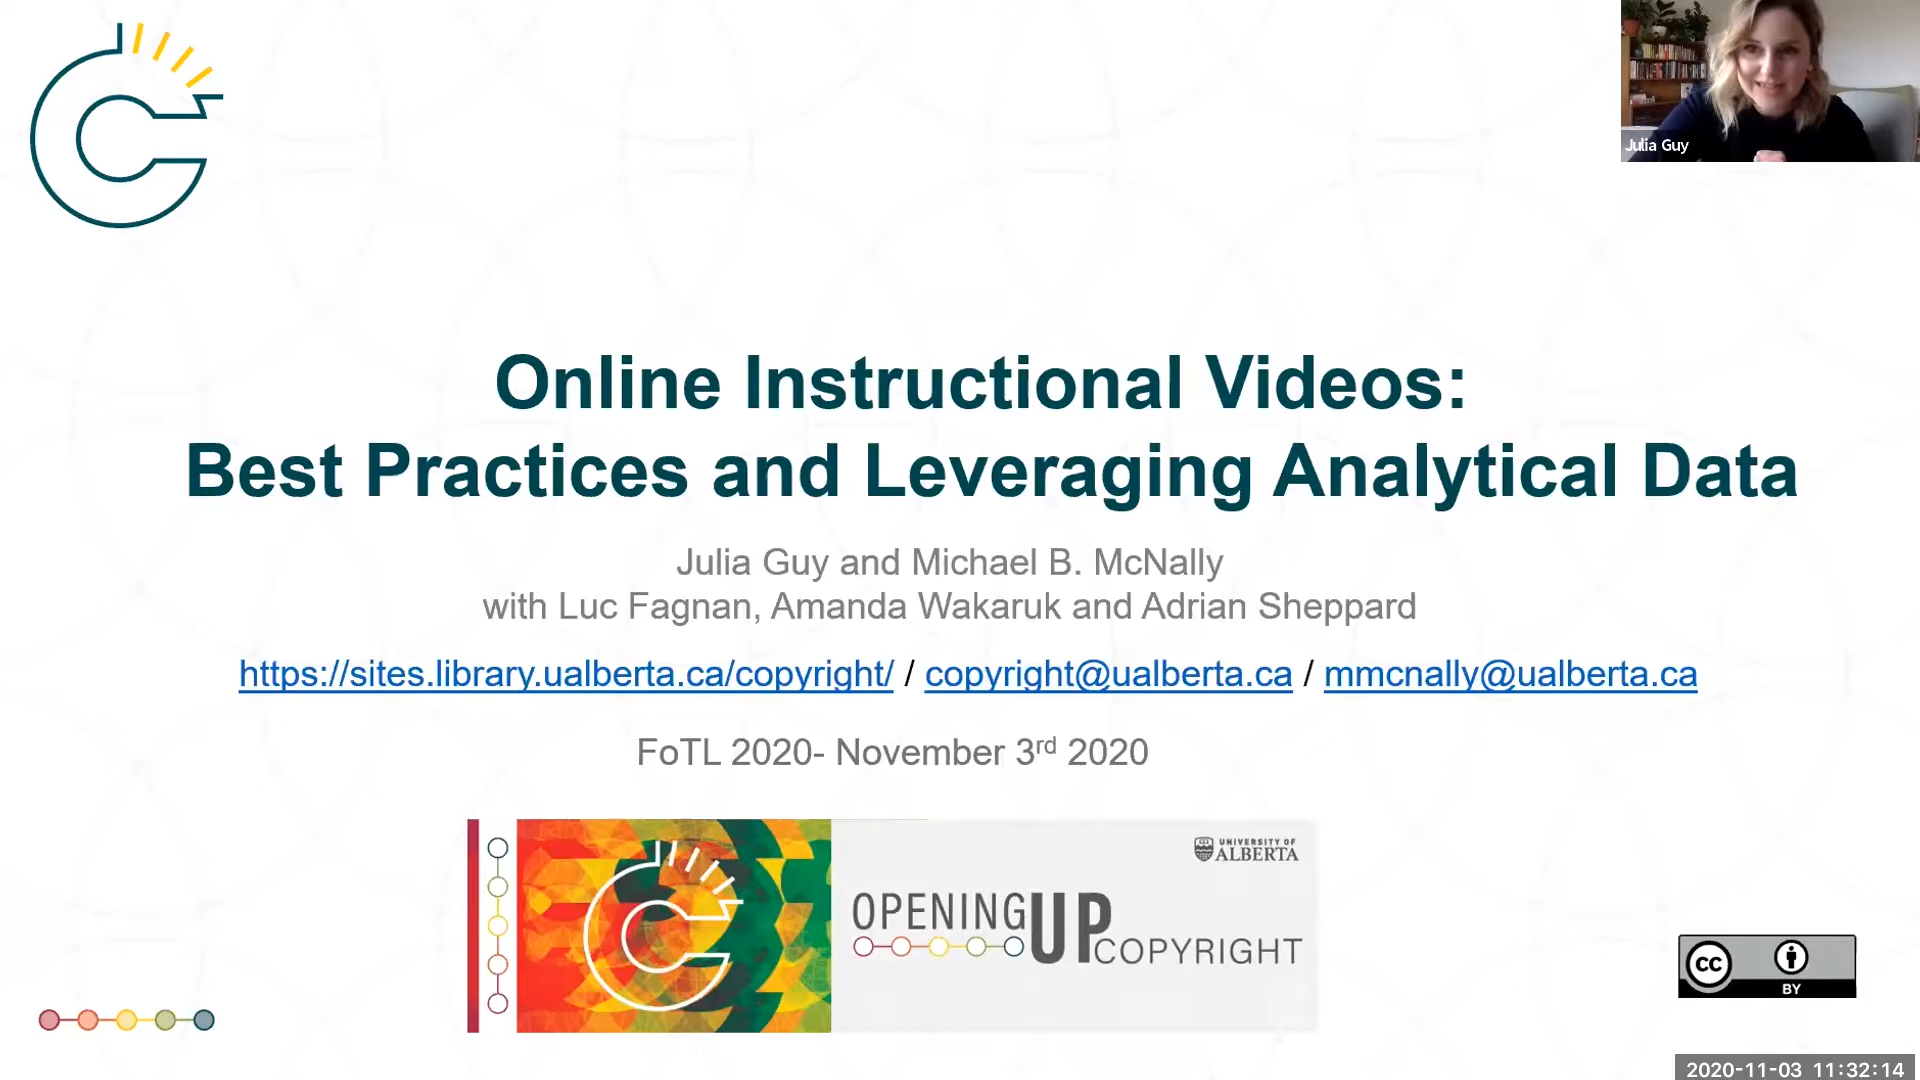 Julia Guy
Online Instructional Videos:
Best Practices and Leveraging Analytical Data
Julia Guy and Michael B. McNally
with Luc Fagnan, Amanda Wakaruk and Adrian Sheppard
https://sites.library.ualberta.ca/copyright/ / copyright@ualberta.ca / mmcnally@ualberta.ca
FoTL 2020- November 3rd 2020
UNIVERSITY OF
ALBERTA
OPENING UP
COPYRIGHT
cc
BY
2020-11-03 11:32:14